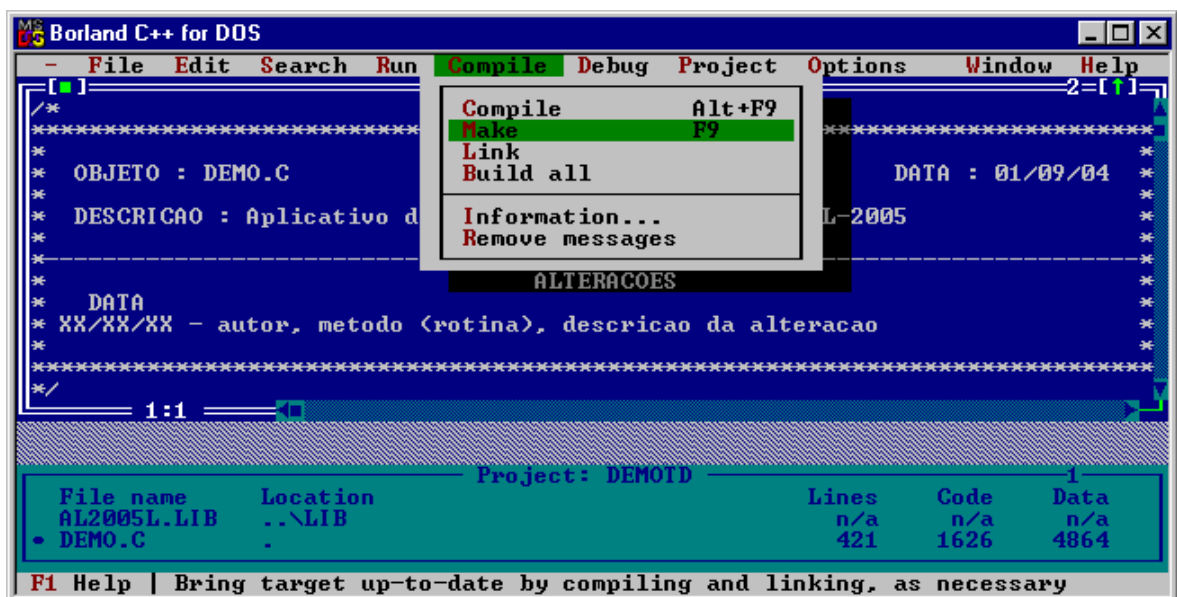 MS DOS Borland C++ for DOS
- File Edit Search Run Compile Debug Project Options Window Help
[■] 2=[↑]
/* Compile Alt+F9
************************** Make F9 ***********************
* Link *
* OBJETO : DEMO.C Build all DATA : 01/09/04 *
* *
* DESCRICAO : Aplicativo d Information... L-2005 *
* Remove messages *
*--------------------------------------------------------------------------*
* ALTERACOES *
* DATA *
* XX/XX/XX - autor, metodo (rotina), descricao da alteracao *
* *
******************************************************************************
*/
1:1
Project: DEMOTD 1
File name Location Lines Code Data
AL2005L.LIB ..\LIB n/a n/a n/a
• DEMO.C . 421 1626 4864
F1 Help | Bring target up-to-date by compiling and linking, as necessary